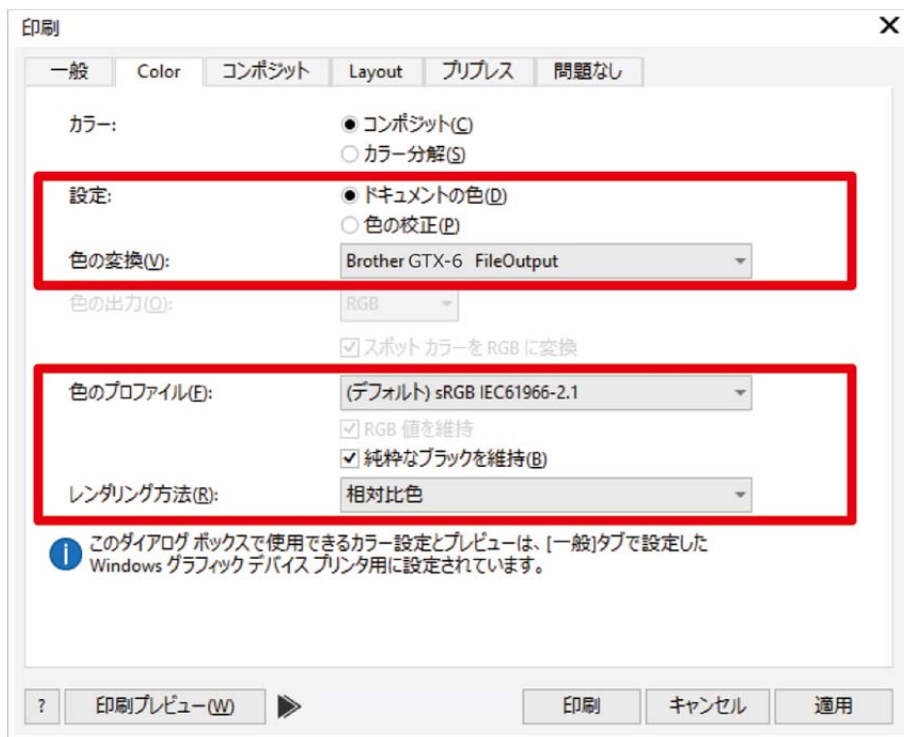 印刷
一般 Color コンポジット Layout プリプレス 問題なし
カラー: コンポジット(C)
カラー分解(S)
設定: ドキュメントの色(D)
色の校正(P)
色の変換(V): Brother GTX-6 FileOutput
色の出力(O): RGB
スポット カラーを RGB に変換
色のプロファイル(F): (デフォルト) sRGB IEC61966-2.1
RGB 値を維持
純粋なブラックを維持(B)
レンダリング方法(R): 相対比色
このダイアログ ボックスで使用できるカラー設定とプレビューは、[一般]タブで設定した
Windows グラフィック デバイス プリンタ用に設定されています。
? 印刷プレビュー(W) 印刷 キャンセル 適用